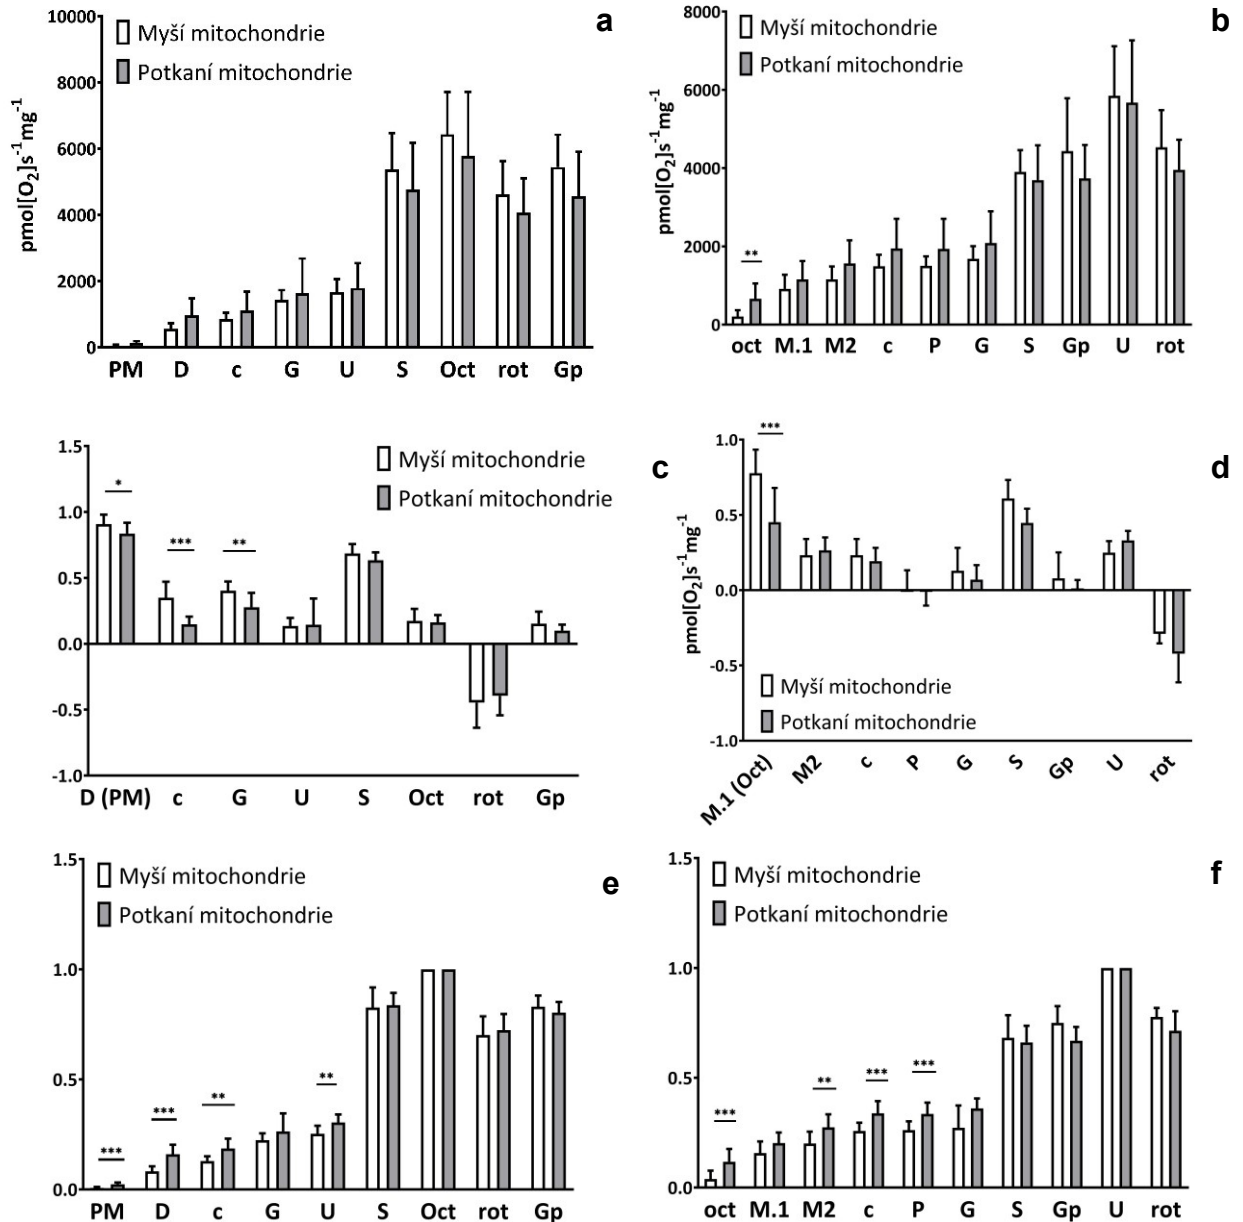 a
10000
8000
6000
4000
2000
0
pmol[O2]s-1mg-1
Myší mitochondrie
Potkaní mitochondrie
PM D c G U S Oct rot Gp
b
8000
6000
4000
2000
0
pmol[O2]s-1mg-1
Myší mitochondrie
Potkaní mitochondrie
**
oct M.1 M2 c P G S Gp U rot
c
1.5
1.0
0.5
0.0
-0.5
-1.0
Myší mitochondrie
Potkaní mitochondrie
* *** **
D (PM) c G U S Oct rot Gp
d
1.0
0.5
0.0
-0.5
-1.0
pmol[O2]s-1mg-1
***
Myší mitochondrie
Potkaní mitochondrie
M.1 (Oct) M2 c P G S Gp U rot
e
1.5
1.0
0.5
0.0
Myší mitochondrie
Potkaní mitochondrie
*** *** ** **
PM D c G U S Oct rot Gp
f
1.5
1.0
0.5
0.0
Myší mitochondrie
Potkaní mitochondrie
*** ** *** ***
oct M.1 M2 c P G S Gp U rot